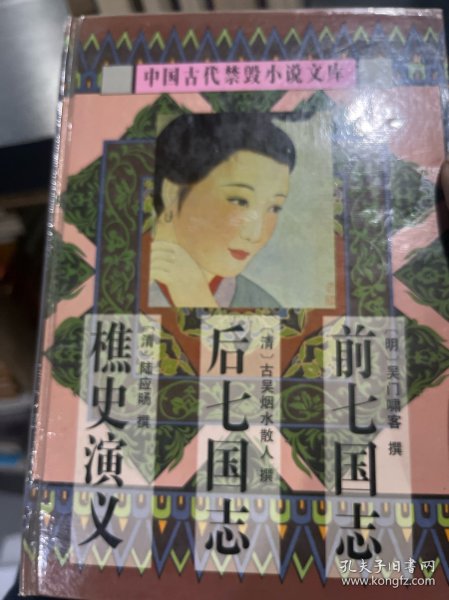 中国古代禁毁小说文库
前七国志
〔明〕吴门啸客 撰
后七国志
〔清〕古吴烟水散人 撰
樵史演义
〔清〕陆应旸 撰
孔夫子旧书网
www.kongfz.com